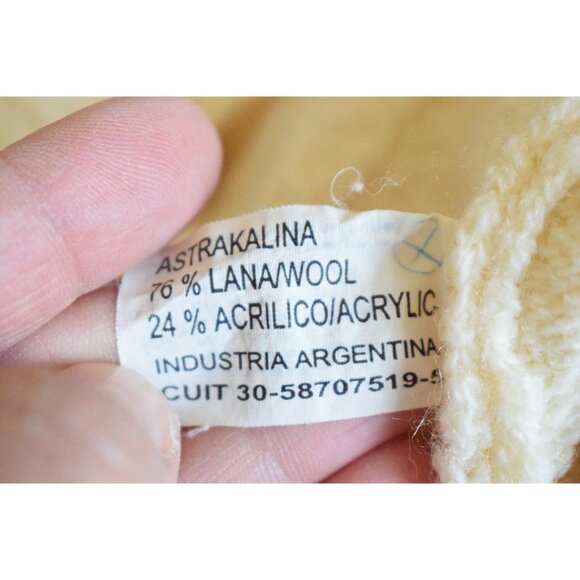 ASTRAKALINA
76 % LANA/WOOL
24 % ACRILICO/ACRYLIC
INDUSTRIA ARGENTINA
CUIT 30-58707519-5